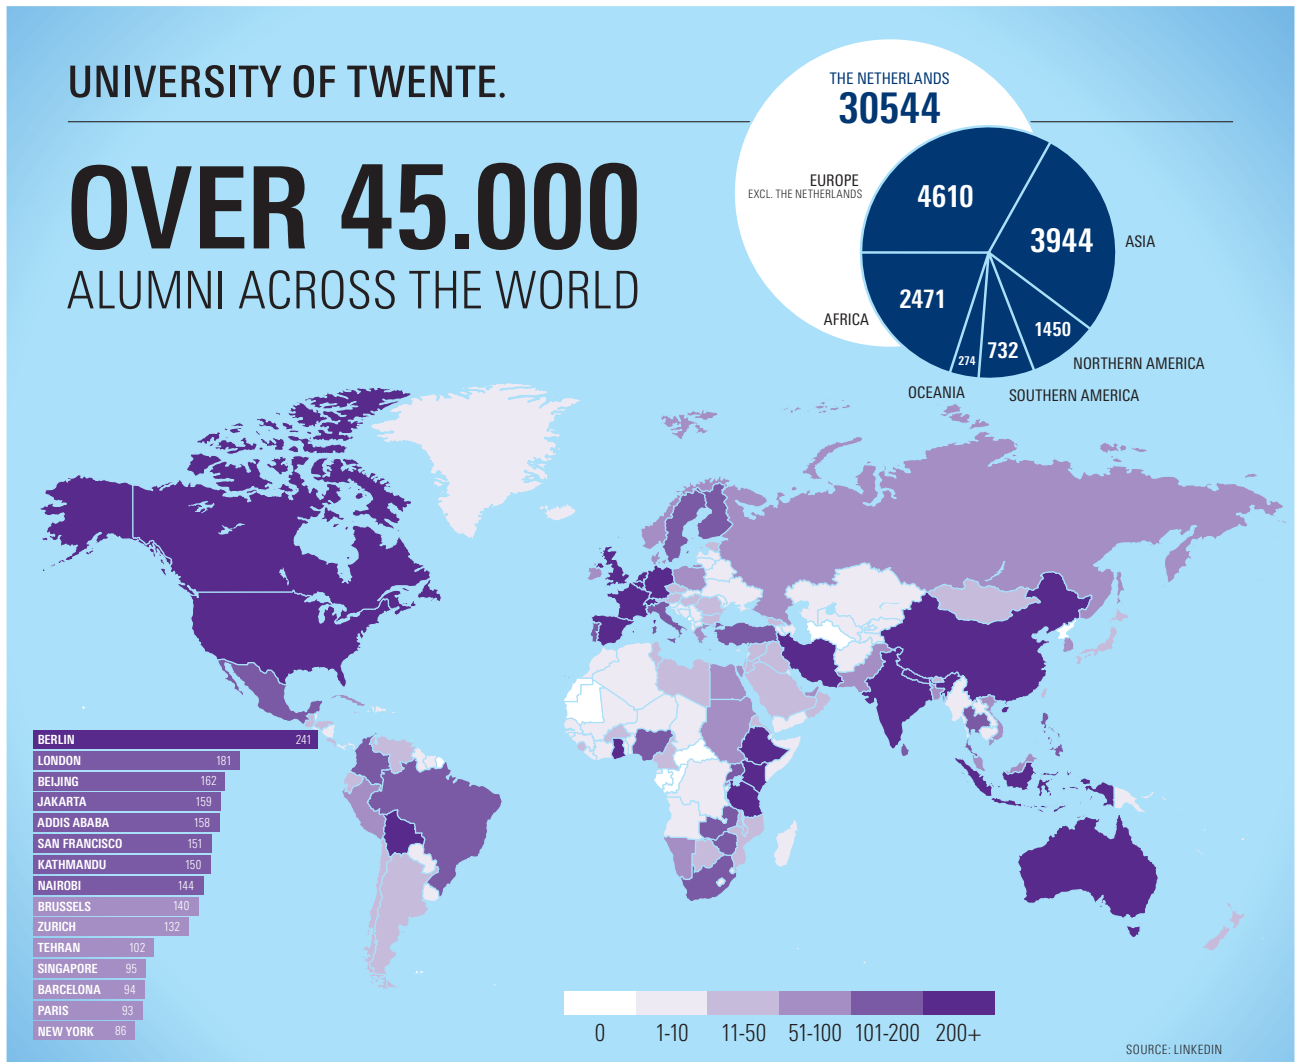 UNIVERSITY OF TWENTE.
OVER 45.000
ALUMNI ACROSS THE WORLD
THE NETHERLANDS
30544
EUROPE
EXCL. THE NETHERLANDS
4610
3944
ASIA
2471
AFRICA
1450
NORTHERN AMERICA
732
274
OCEANIA
SOUTHERN AMERICA
BERLIN 241
LONDON 181
BEIJING 162
JAKARTA 159
ADDIS ABABA 158
SAN FRANCISCO 151
KATHMANDU 150
NAIROBI 144
BRUSSELS 140
ZURICH 132
TEHRAN 102
SINGAPORE 95
BARCELONA 94
PARIS 93
NEW YORK 86
0 1-10 11-50 51-100 101-200 200+
SOURCE: LINKEDIN